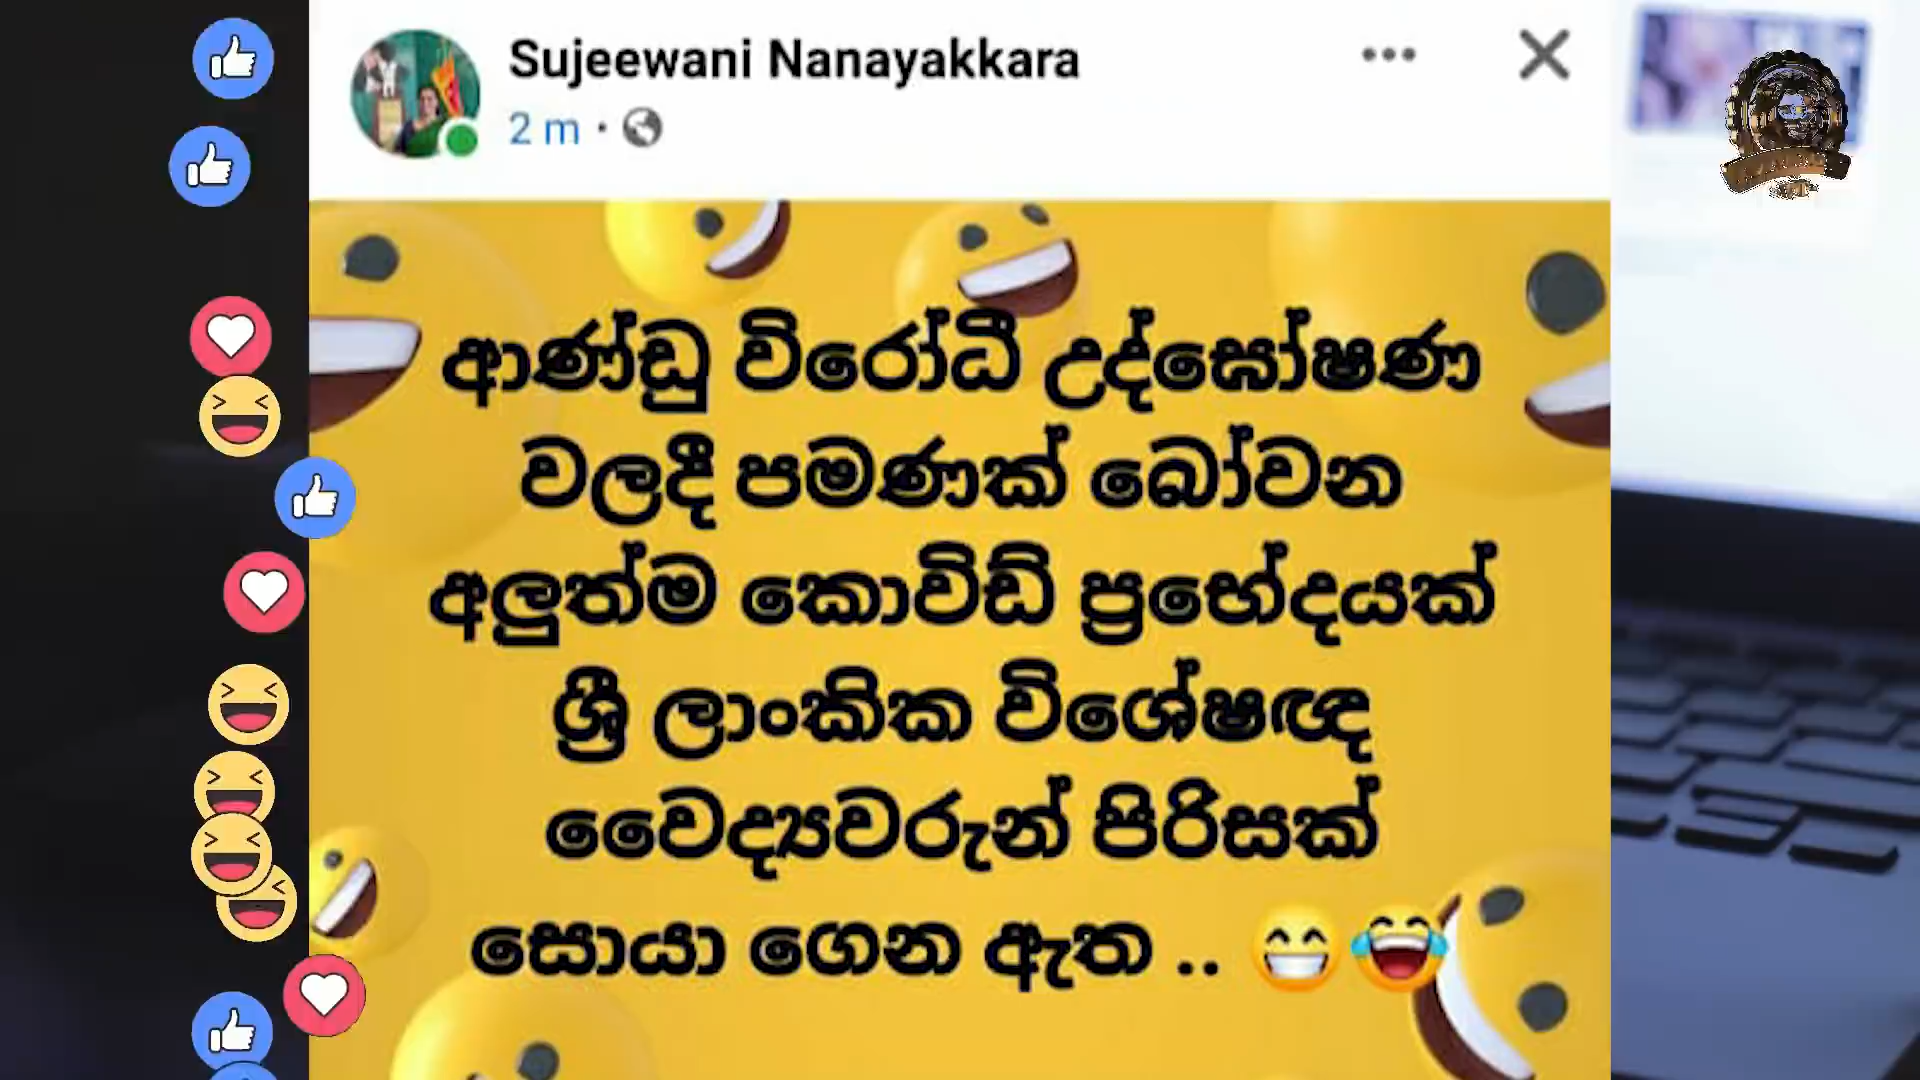 Sujeewani Nanayakkara
2 m ·
ආණ්ඩු විරෝධී උද්ඝෝෂණ
වලදී පමණක් බෝවන
අලුත්ම කොවිඩ් ප්‍රභේදයක්
ශ්‍රී ලාංකික විශේෂඥ
වෛද්‍යවරුන් පිරිසක්
සොයා ගෙන ඇත .. 😁😂